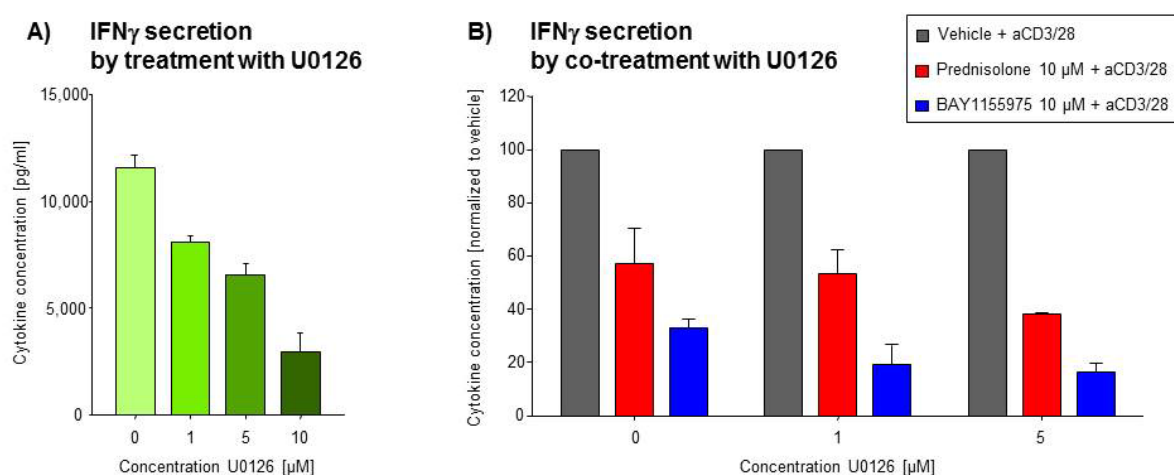 A) IFNγ secretion
by treatment with U0126
Cytokine concentration [pg/ml]
15,000
10,000
5,000
0
0 1 5 10
Concentration U0126 [µM]
B) IFNγ secretion
by co-treatment with U0126
Vehicle + aCD3/28
Prednisolone 10 µM + aCD3/28
BAY1155975 10 µM + aCD3/28
Cytokine concentration [normalized to vehicle]
120
100
80
60
40
20
0
0 1 5
Concentration U0126 [µM]